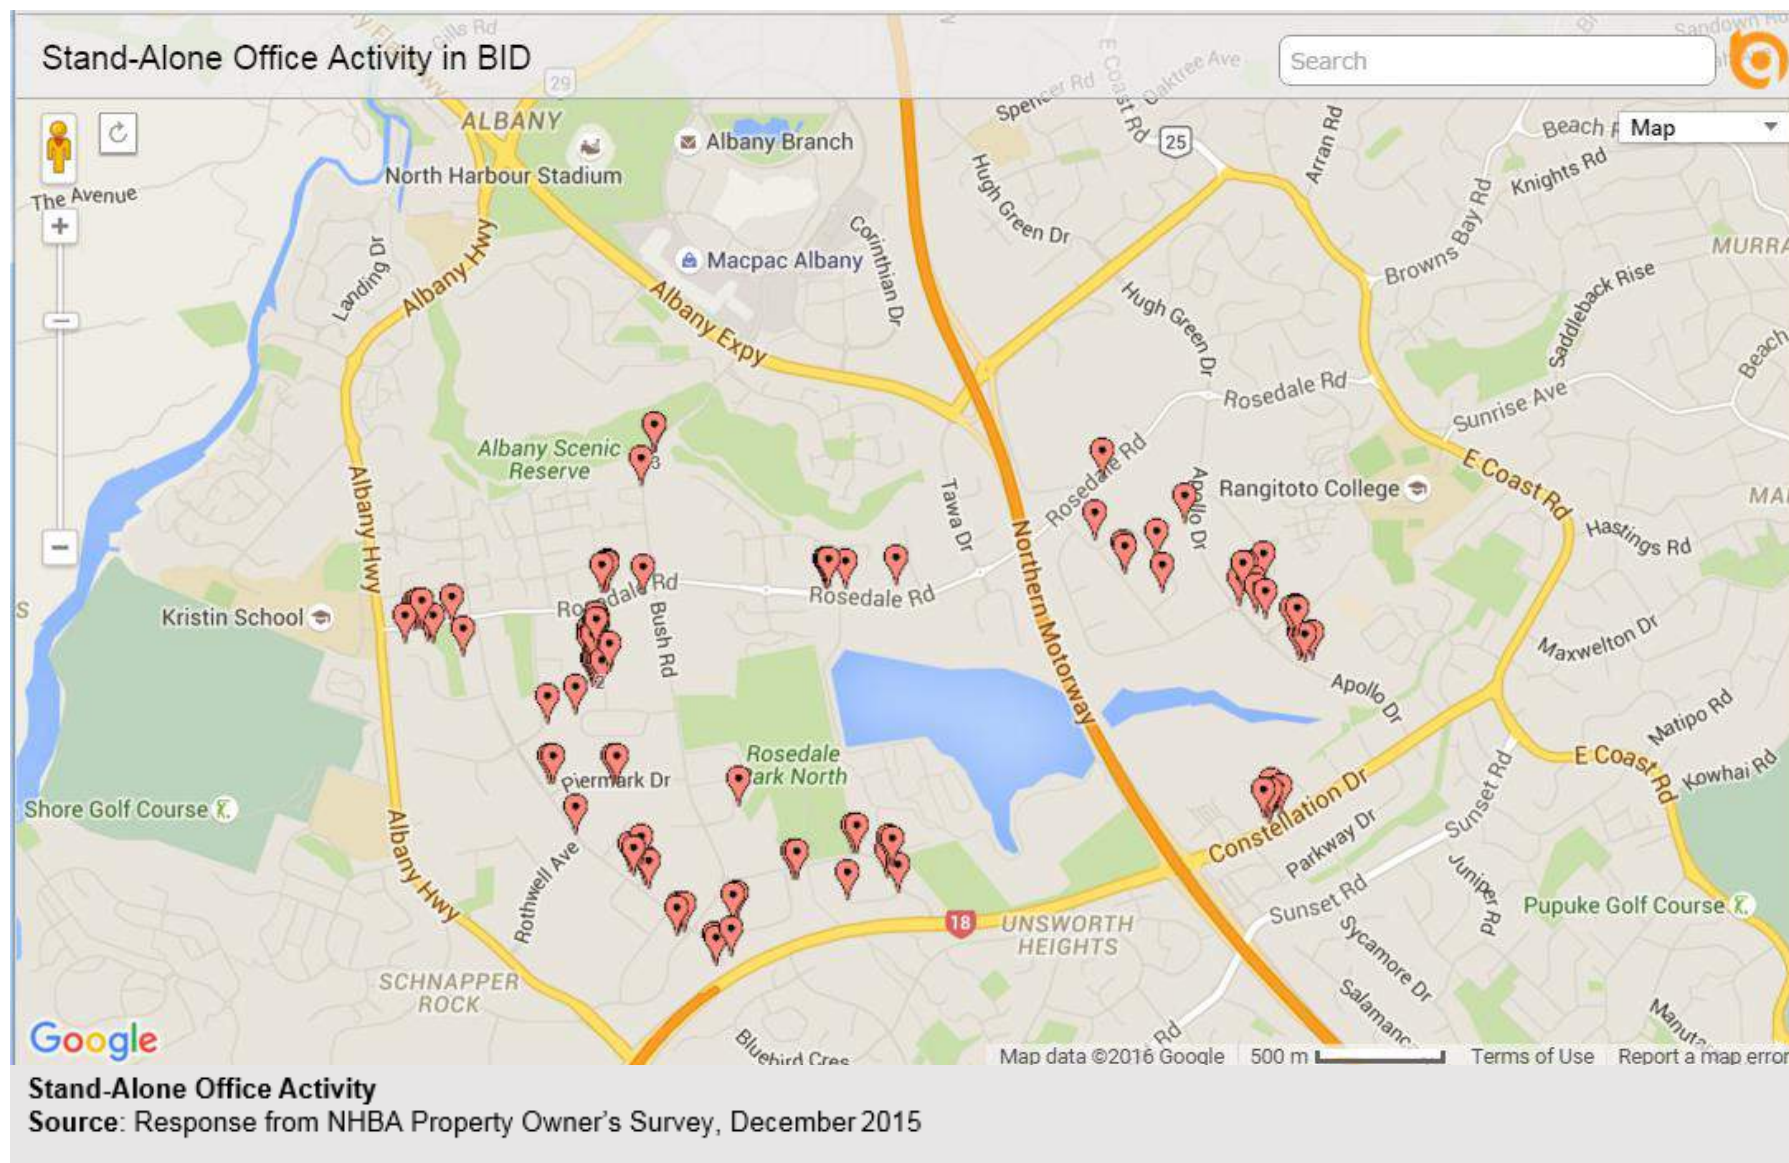 Stand-Alone Office Activity in BID
Search
Gills Rd
29
Oaktree Ave
E Coast Rd
Spencer Rd
Sandown Rd
ALBANY
Albany Branch
25
Arran Rd
Beach
Map
North Harbour Stadium
The Avenue
Knights Rd
Hugh Green Dr
Browns Bay Rd
Landing Dr
Albany Hwy
Macpac Albany
Corinthian Dr
Albany Expy
Saddleback Rise
Hugh Green Dr
Beach
Rosedale Rd
Sunrise Ave
Albany Scenic
Reserve
3
Albany Hwy
Tawa Dr
Rosedale Rd
Apollo Dr
Rangitoto College
E Coast Rd
Hastings Rd
Northern Motorway
Kristin School
Rosedale Rd
Rosedale Rd
Bush Rd
2
Maxwelton Dr
Apollo Dr
Matipo Rd
Rosedale
Park North
Piermark Dr
E Coast Rd
Kowhai Rd
Shore Golf Course
Albany Hwy
Rothwell Ave
Constellation Dr
Parkway Dr
Sunset Rd
Juniper Rd
Sunset Rd
18
UNSWORTH
HEIGHTS
Pupuke Golf Course
Sycamore Dr
SCHNAPPER
ROCK
Google
Bluebird Cres
Rd
Map data ©2016 Google
500 m
Terms of Use
Report a map error
Stand-Alone Office Activity
Source: Response from NHBA Property Owner's Survey, December 2015